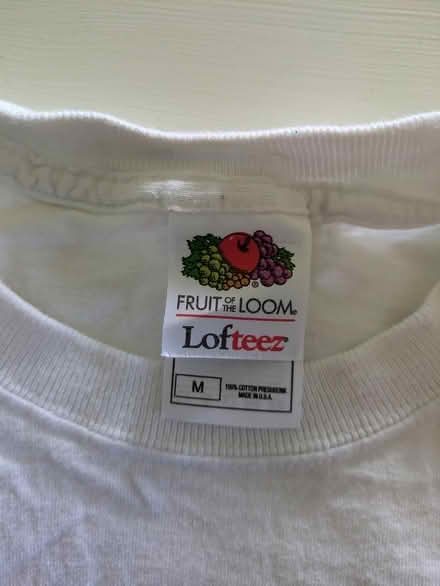 ®
FRUIT OF THE LOOM®
Lofteez
M
100% COTTON PRESHRUNK
MADE IN U.S.A.